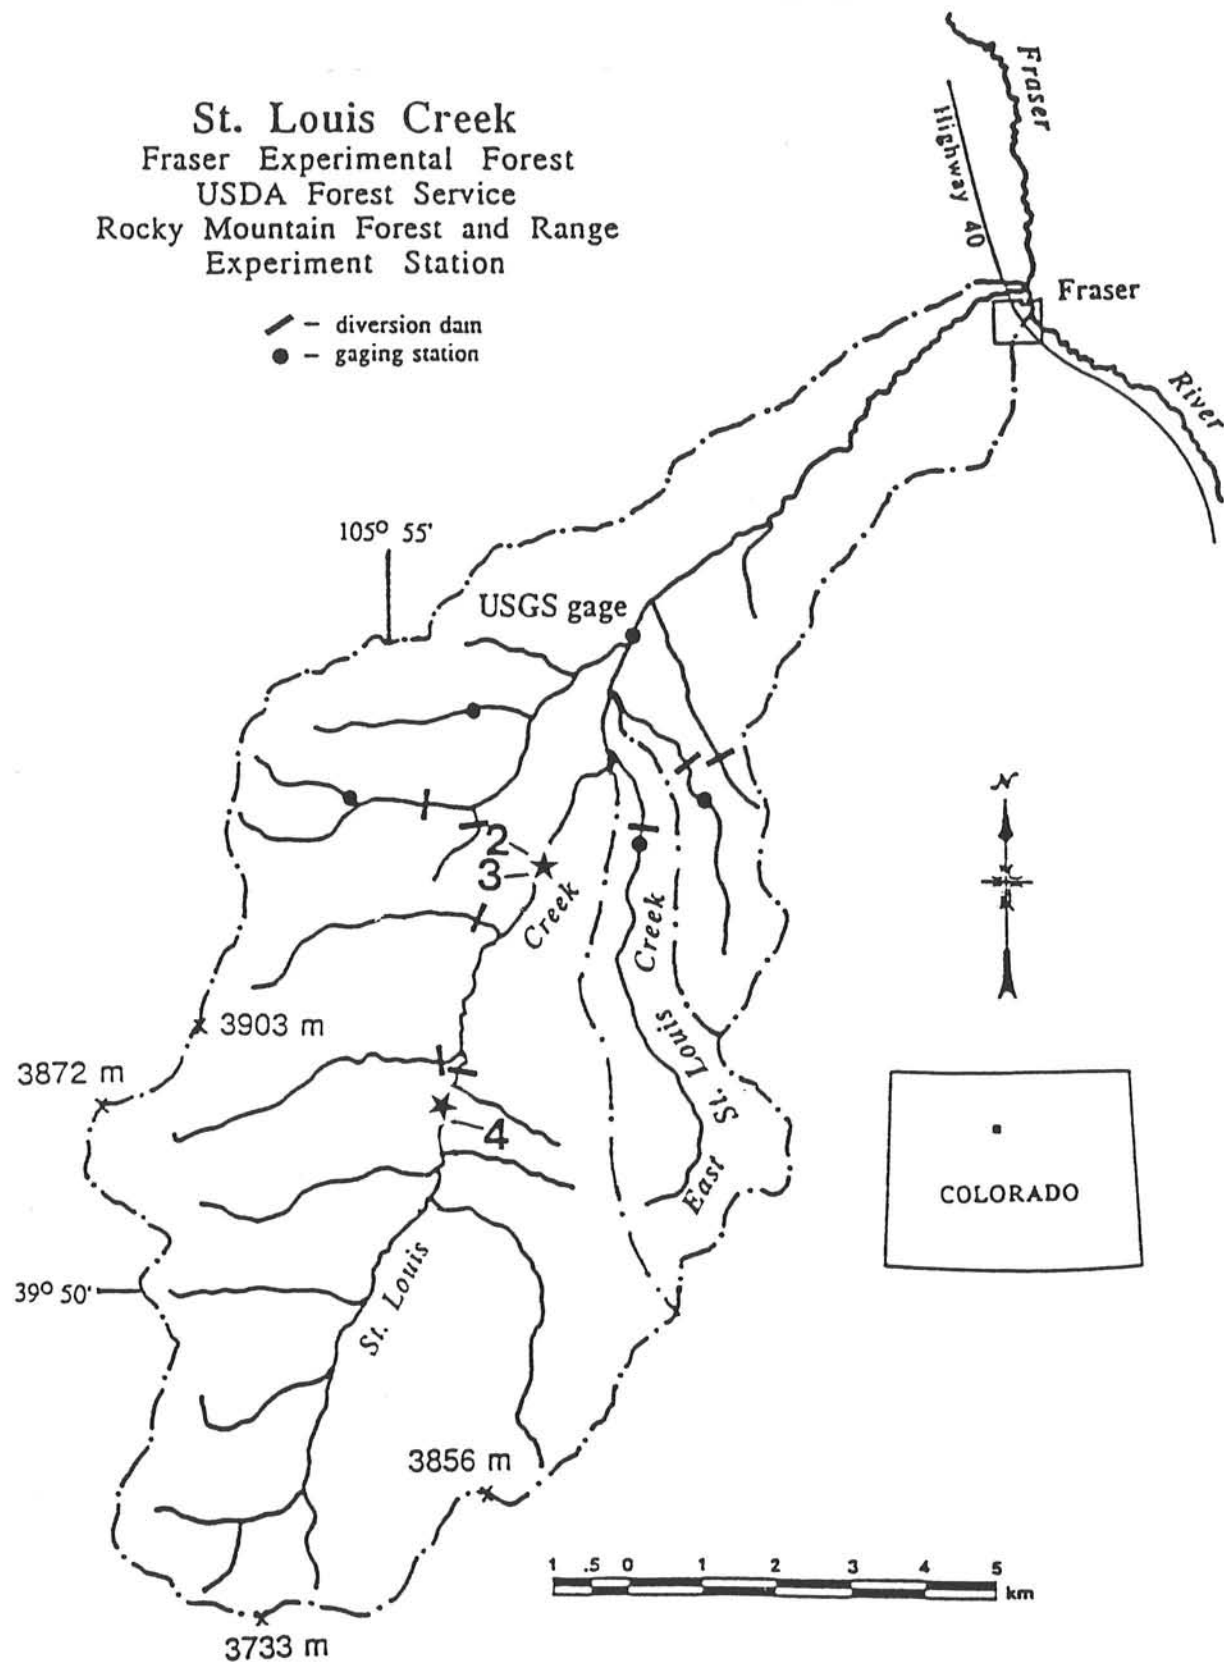 St. Louis Creek
Fraser Experimental Forest
USDA Forest Service
Rocky Mountain Forest and Range
Experiment Station
– diversion dam
– gaging station
Fraser
Highway 40
Fraser
River
105° 55'
USGS gage
2
3
Creek
Creek
3903 m
3872 m
4
St. Louis
East
N
COLORADO
39° 50'
St. Louis
3856 m
1 .5 0 1 2 3 4 5
km
3733 m